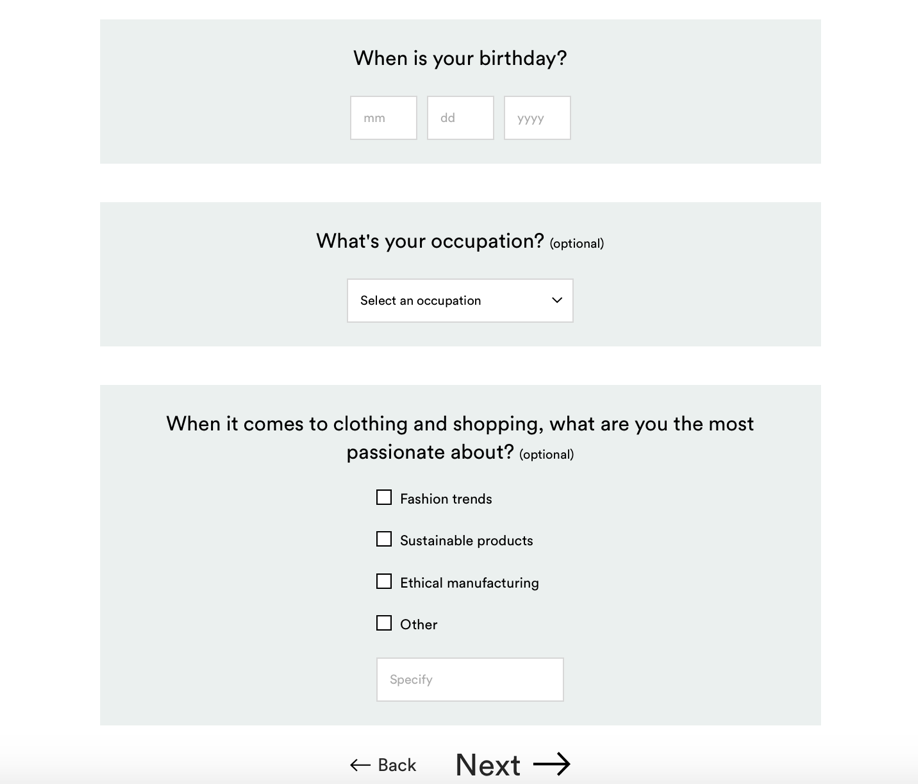 When is your birthday?
mm dd yyyy
What's your occupation? (optional)
Select an occupation
When it comes to clothing and shopping, what are you the most
passionate about? (optional)
Fashion trends
Sustainable products
Ethical manufacturing
Other
Specify
← Back Next →